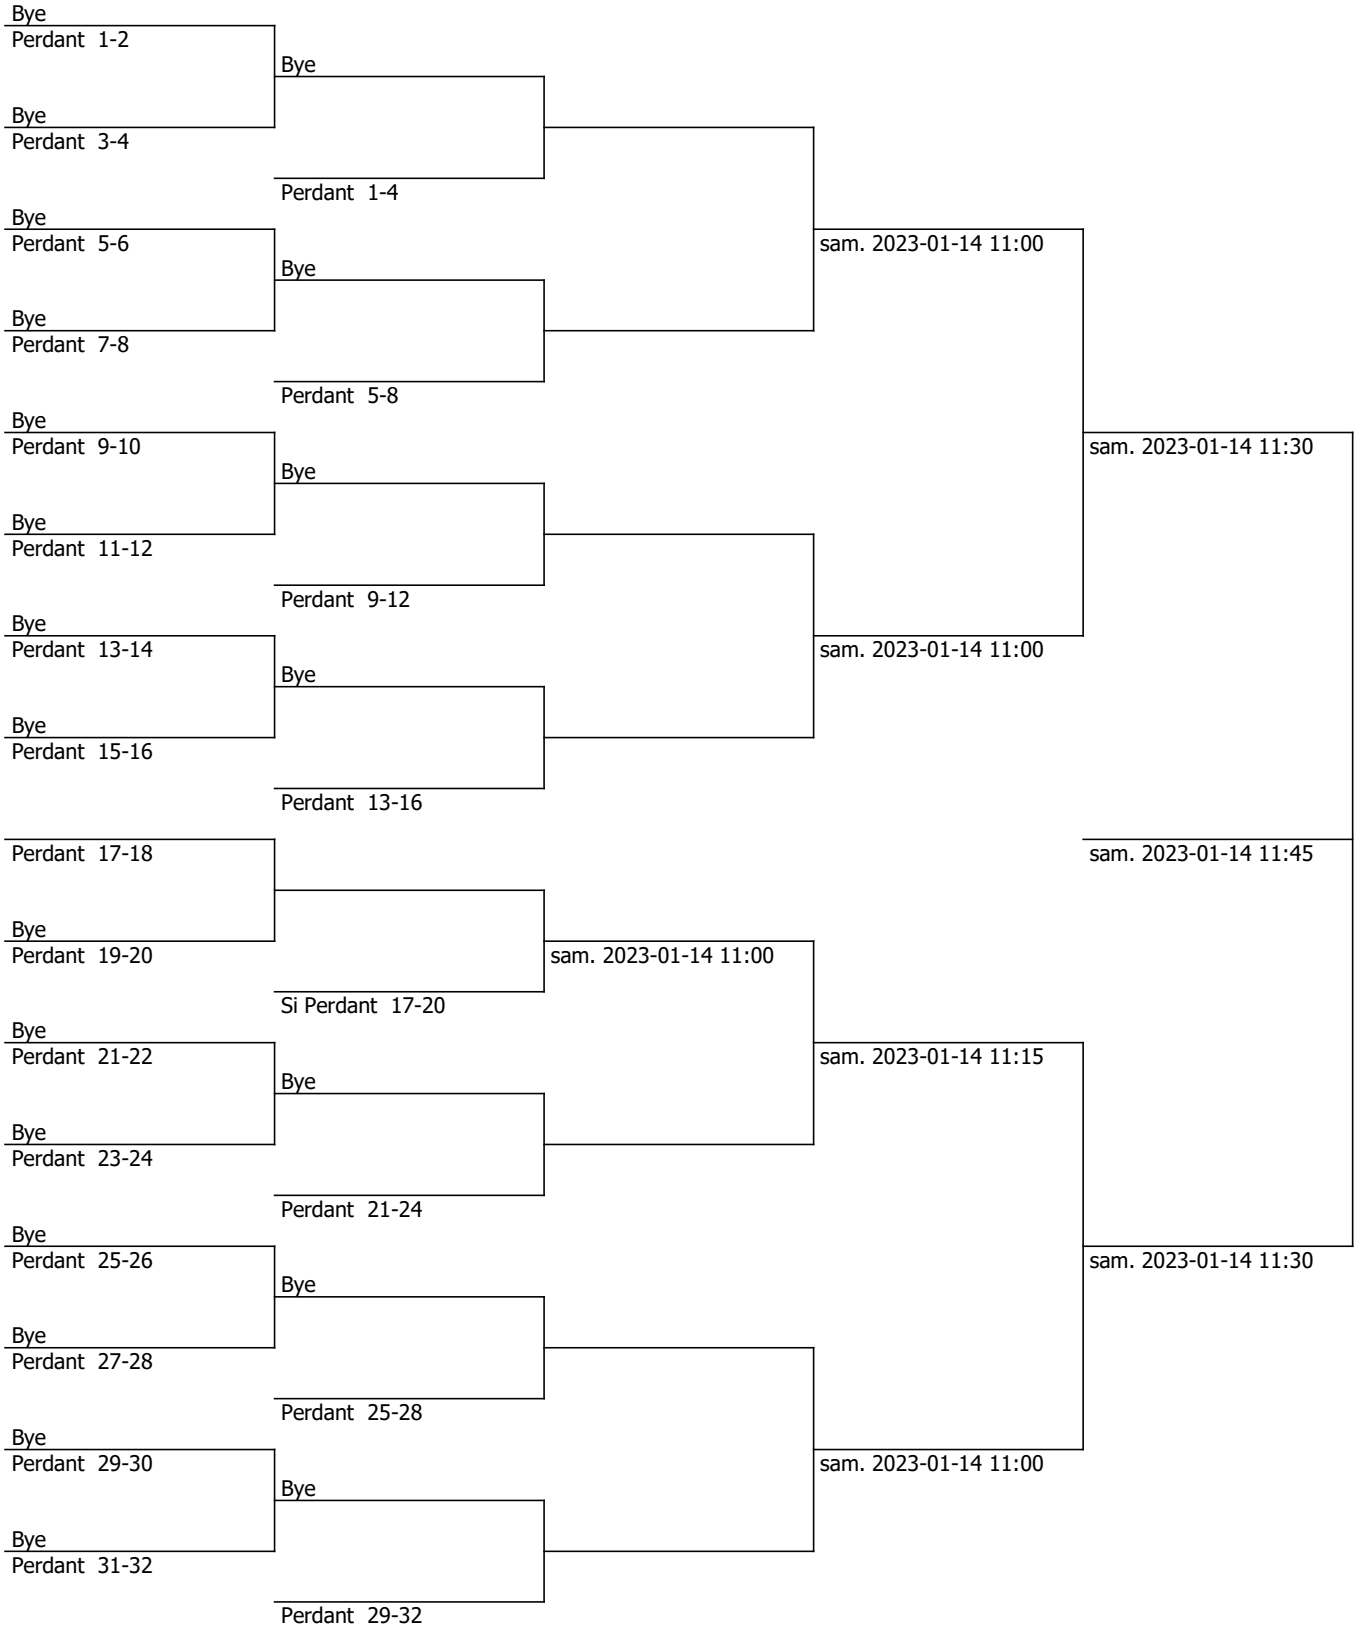 Bye
Perdant 1-2
Bye
Bye
Perdant 3-4
Perdant 1-4
Bye
Perdant 5-6
sam. 2023-01-14 11:00
Bye
Bye
Perdant 7-8
Perdant 5-8
Bye
Perdant 9-10
sam. 2023-01-14 11:30
Bye
Bye
Perdant 11-12
Perdant 9-12
Bye
Perdant 13-14
sam. 2023-01-14 11:00
Bye
Bye
Perdant 15-16
Perdant 13-16
Perdant 17-18
sam. 2023-01-14 11:45
Bye
Perdant 19-20
sam. 2023-01-14 11:00
Si Perdant 17-20
Bye
Perdant 21-22
sam. 2023-01-14 11:15
Bye
Bye
Perdant 23-24
Perdant 21-24
Bye
Perdant 25-26
sam. 2023-01-14 11:30
Bye
Bye
Perdant 27-28
Perdant 25-28
Bye
Perdant 29-30
sam. 2023-01-14 11:00
Bye
Bye
Perdant 31-32
Perdant 29-32